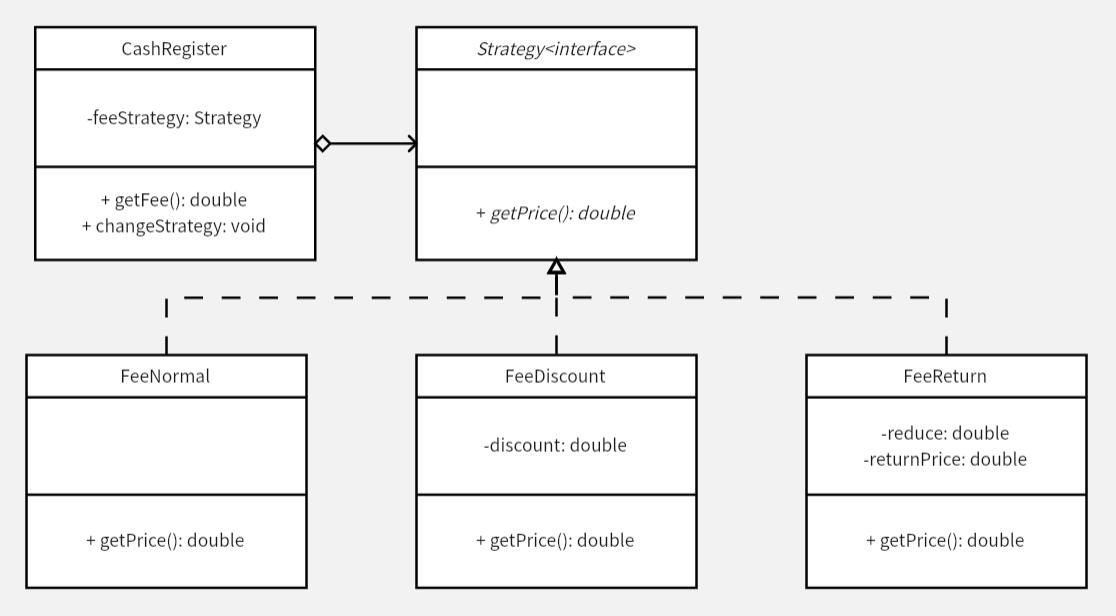 CashRegister
-feeStrategy: Strategy
+ getFee(): double
+ changeStrategy: void
Strategy<interface>
+ getPrice(): double
FeeNormal
+ getPrice(): double
FeeDiscount
-discount: double
+ getPrice(): double
FeeReturn
-reduce: double
-returnPrice: double
+ getPrice(): double